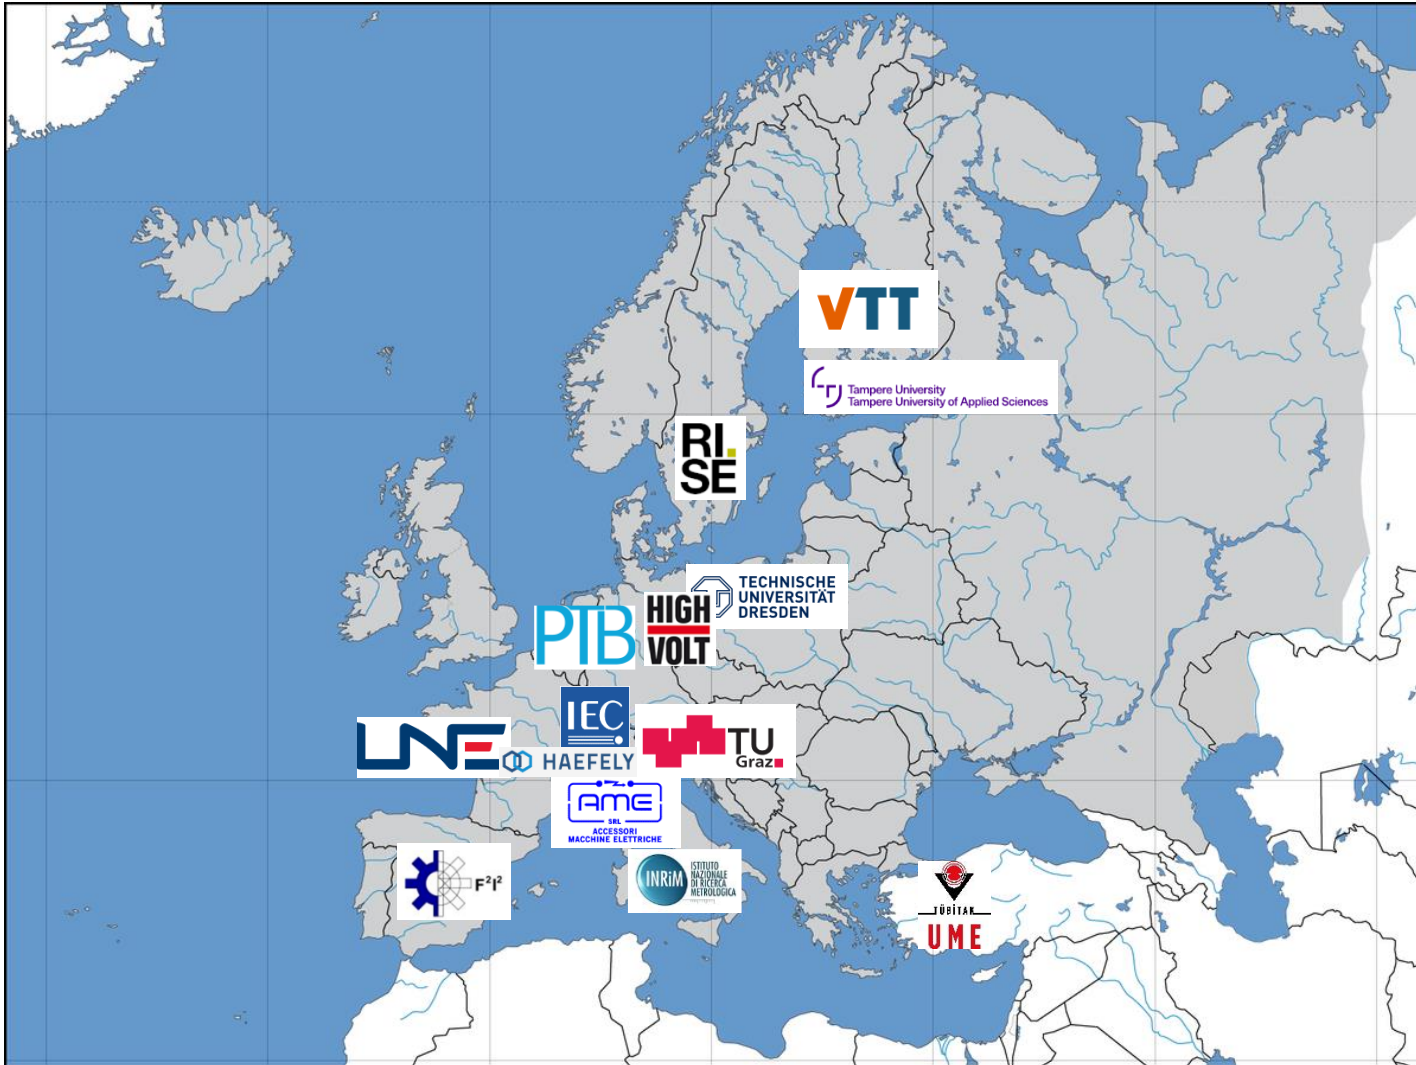 VTT
Tampere University
Tampere University of Applied Sciences
RI.
SE
TECHNISCHE
UNIVERSITÄT
DRESDEN
PTB
HIGH
VOLT
IEC
LNE
HAEFELY
TU
Graz
AME
SRL
ACCESSORI
MACCHINE ELETTRICHE
F²I²
INRiM
ISTITUTO
NAZIONALE
DI RICERCA
METROLOGICA
TÜBİTAK
UME